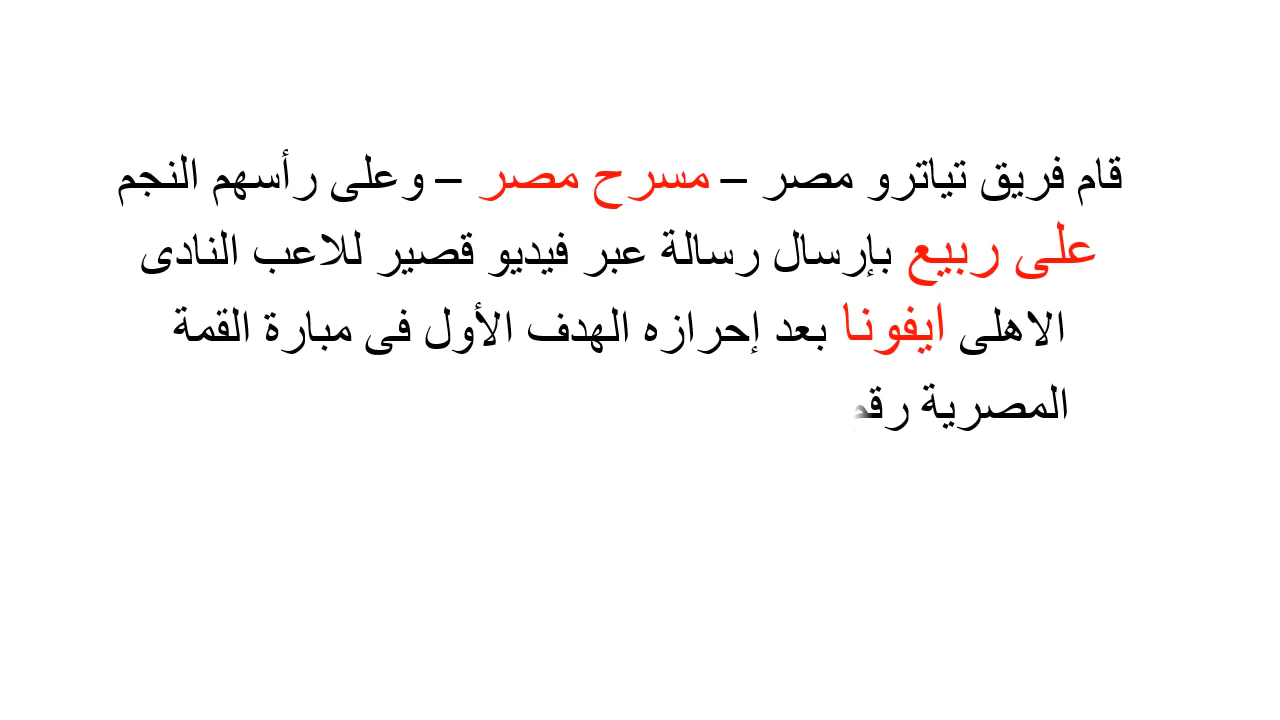 قام فريق تياترو مصر – مسرح مصر – وعلى رأسهم النجم
على ربيع بإرسال رسالة عبر فيديو قصير للاعب النادى
الاهلى ايفونا بعد إحرازه الهدف الأول فى مبارة القمة
المصرية رقم